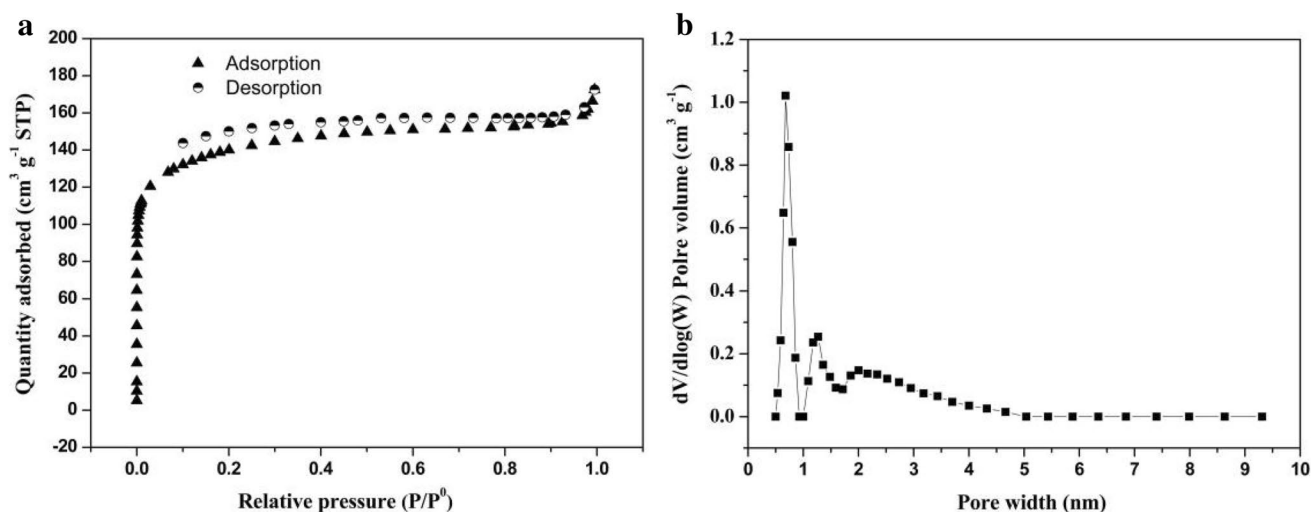 a
200
180
160
140
120
100
80
60
40
20
0
-20
Quantity adsorbed (cm³ g⁻¹ STP)
Adsorption
Desorption
0.0 0.2 0.4 0.6 0.8 1.0
Relative pressure (P/P⁰)
b
1.2
1.0
0.8
0.6
0.4
0.2
0.0
dV/dlog(W) Polre volume (cm³ g⁻¹)
0 1 2 3 4 5 6 7 8 9 10
Pore width (nm)